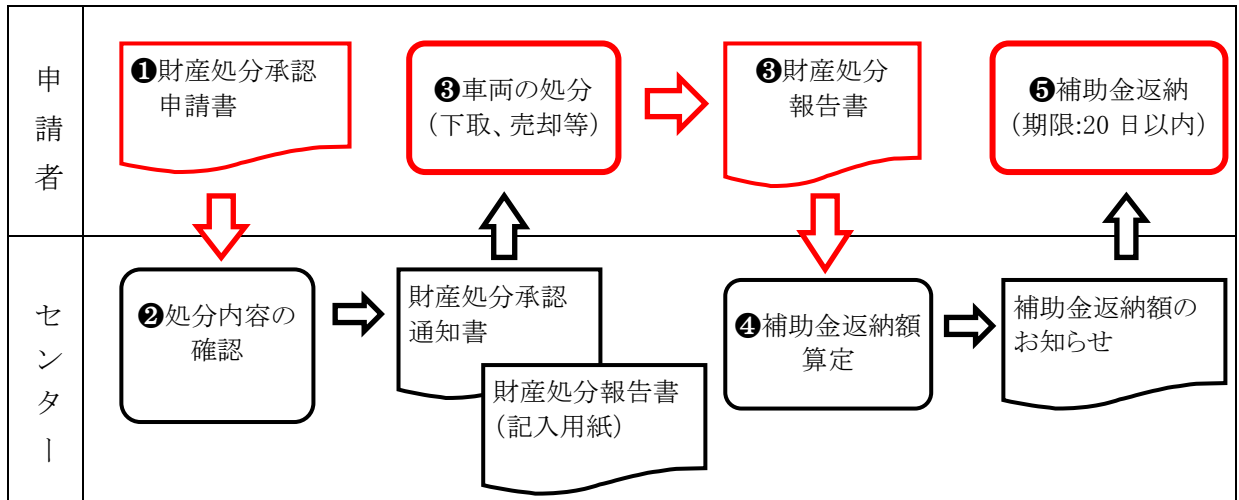 申請者
❶財産処分承認
申請書
❸車両の処分
(下取、売却等)
❸財産処分
報告書
❺補助金返納
(期限:20日以内)
センター
❷処分内容の
確認
財産処分承認
通知書
財産処分報告書
(記入用紙)
❹補助金返納額
算定
補助金返納額の
お知らせ